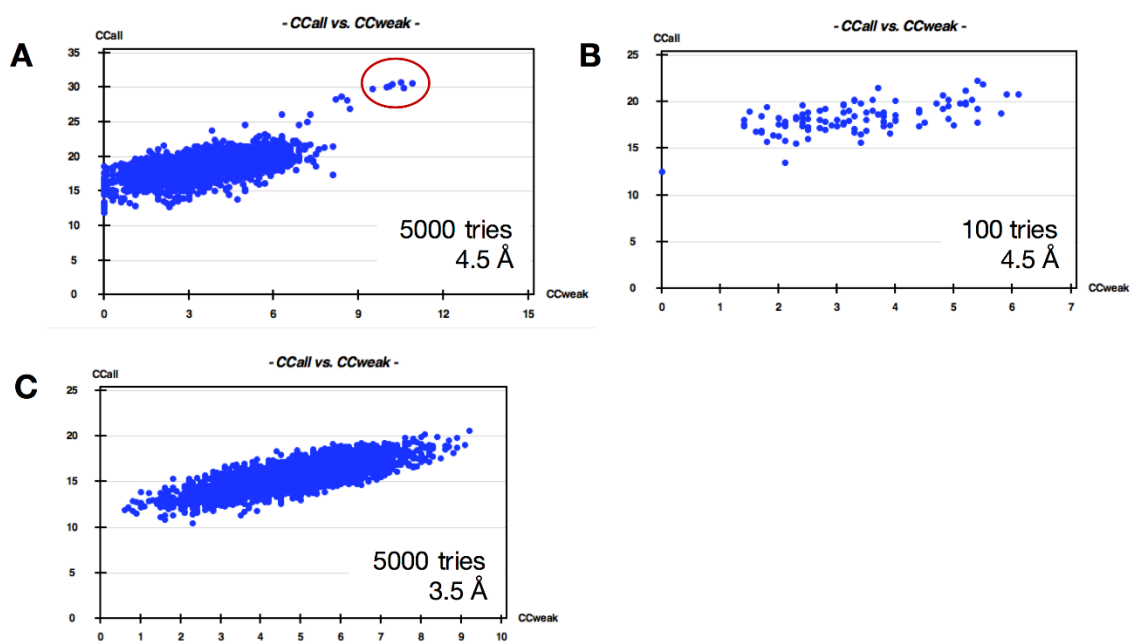 A
- CCall vs. CCweak -
CCall
35
30
25
20
15
10
5
0
0 3 6 9 12 15
CCweak
5000 tries
4.5 Å
B
- CCall vs. CCweak -
CCall
25
20
15
10
5
0
0 1 2 3 4 5 6 7
CCweak
100 tries
4.5 Å
C
- CCall vs. CCweak -
CCall
25
20
15
10
5
0
0 1 2 3 4 5 6 7 8 9 10
CCweak
5000 tries
3.5 Å